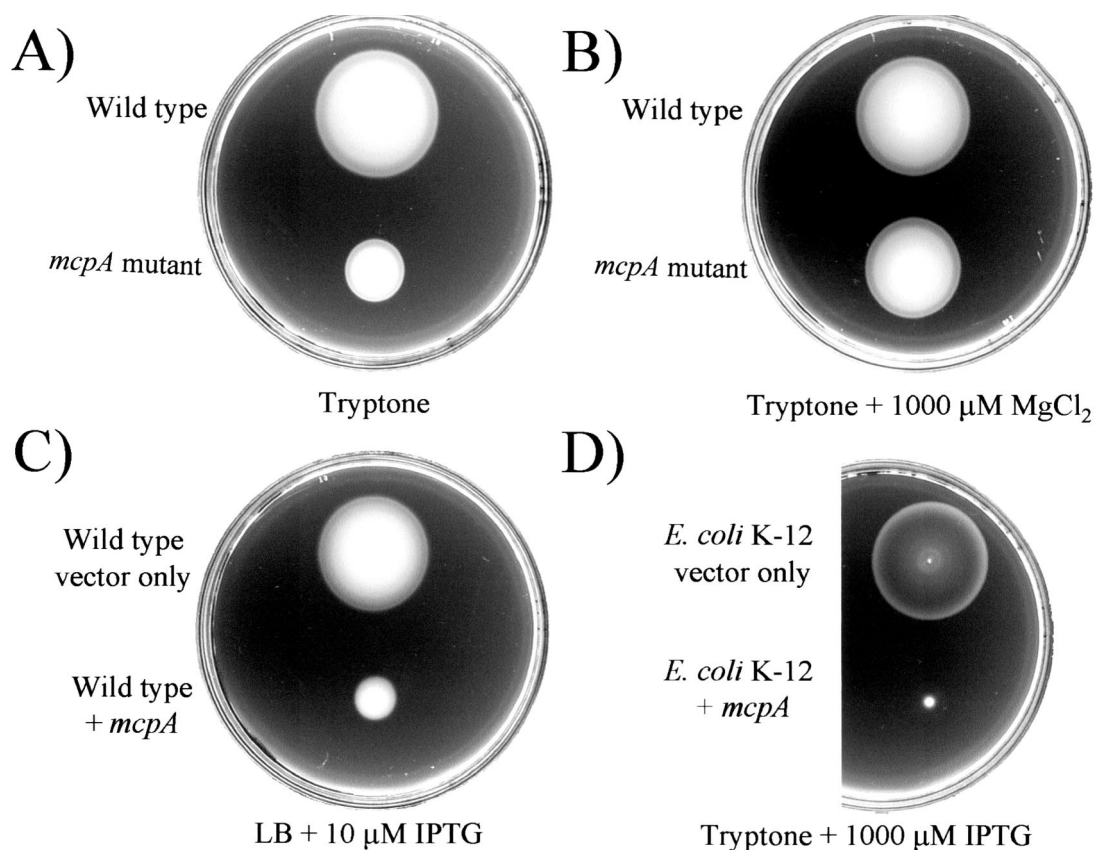 A)
Wild type
mcpA mutant
Tryptone
B)
Wild type
mcpA mutant
Tryptone + 1000 μM MgCl₂
C)
Wild type
vector only
Wild type
+ mcpA
LB + 10 μM IPTG
D)
E. coli K-12
vector only
E. coli K-12
+ mcpA
Tryptone + 1000 μM IPTG